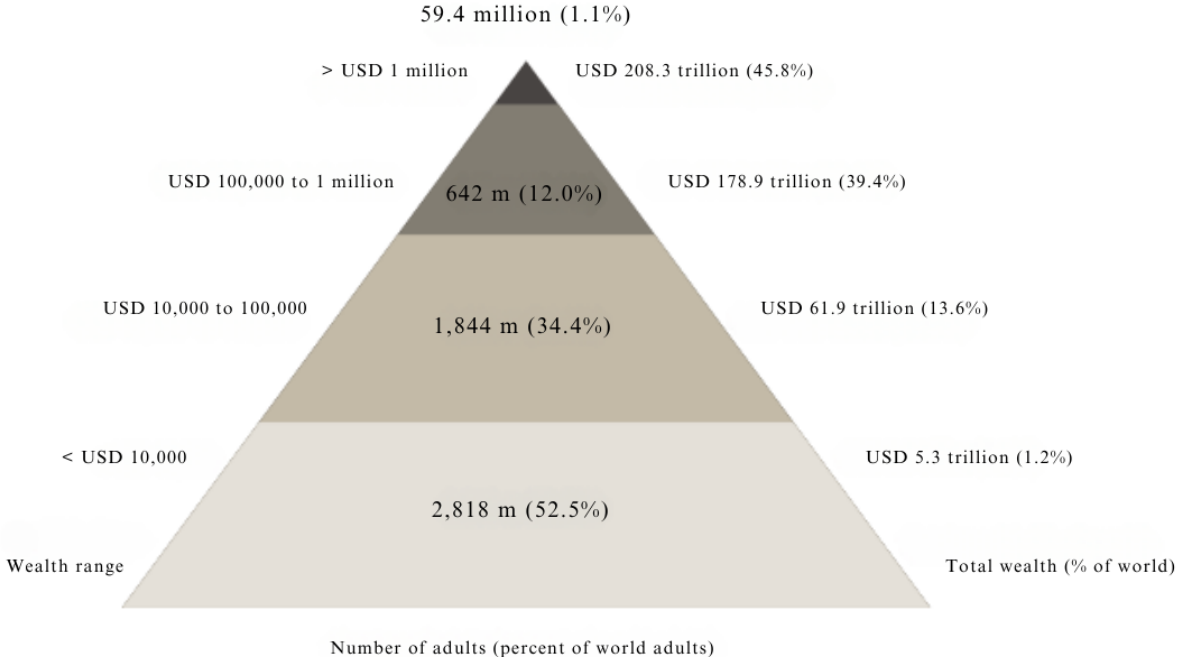 59.4 million (1.1%)
> USD 1 million
USD 208.3 trillion (45.8%)
USD 100,000 to 1 million
642 m (12.0%)
USD 178.9 trillion (39.4%)
USD 10,000 to 100,000
1,844 m (34.4%)
USD 61.9 trillion (13.6%)
< USD 10,000
2,818 m (52.5%)
USD 5.3 trillion (1.2%)
Wealth range
Total wealth (% of world)
Number of adults (percent of world adults)